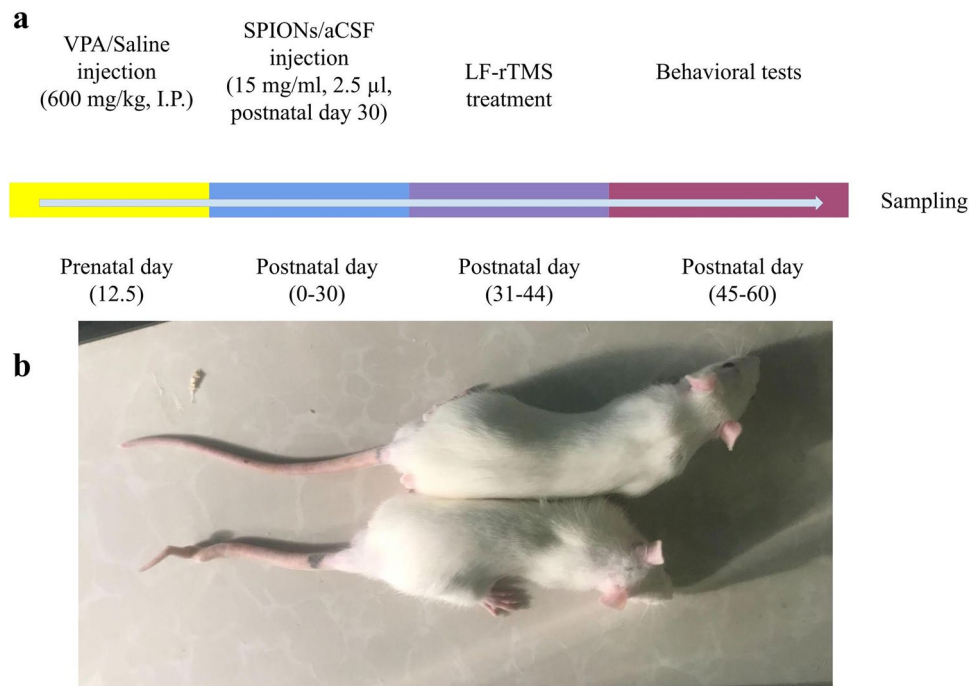 a
VPA/Saline
injection
(600 mg/kg, I.P.)
SPIONs/aCSF
injection
(15 mg/ml, 2.5 µl,
postnatal day 30)
LF-rTMS
treatment
Behavioral tests
Sampling
Prenatal day
(12.5)
Postnatal day
(0-30)
Postnatal day
(31-44)
Postnatal day
(45-60)
b